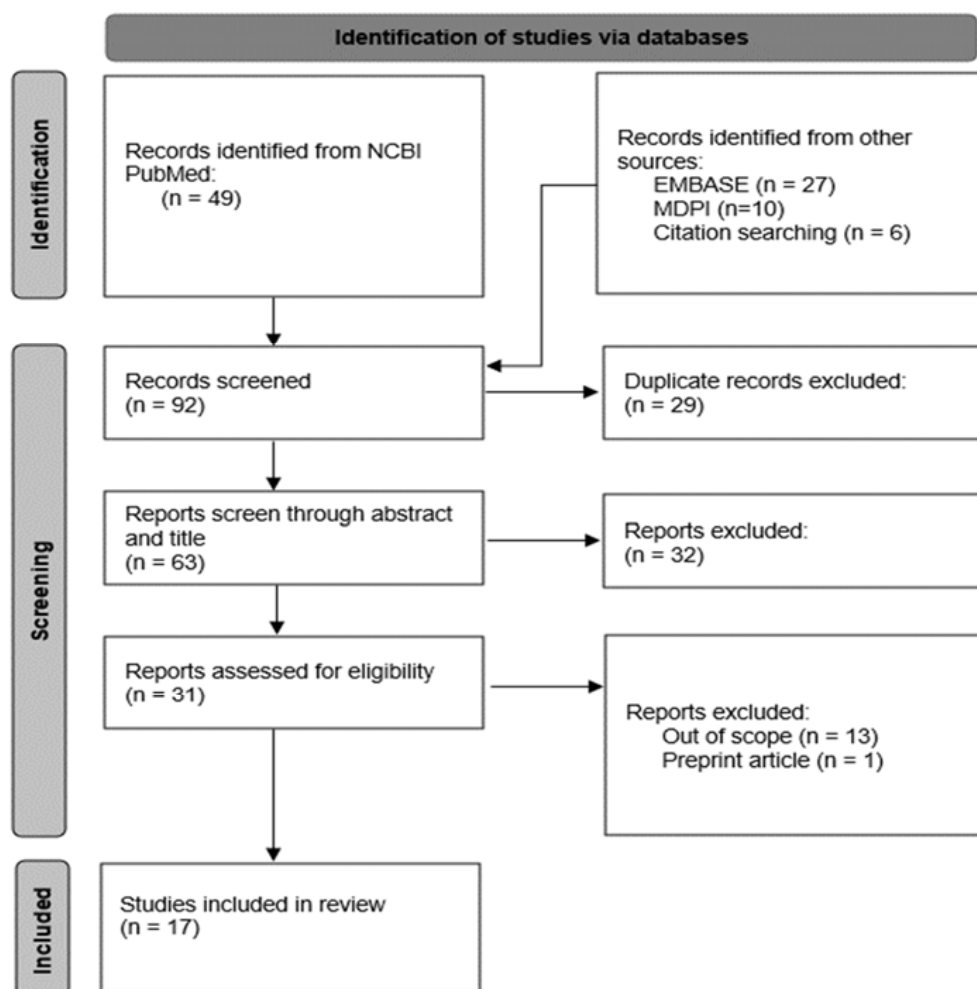 Identification of studies via databases
Identification
Records identified from NCBI
PubMed:
(n = 49)
Records identified from other
sources:
EMBASE (n = 27)
MDPI (n=10)
Citation searching (n = 6)
Screening
Records screened
(n = 92)
Duplicate records excluded:
(n = 29)
Reports screen through abstract
and title
(n = 63)
Reports excluded:
(n = 32)
Reports assessed for eligibility
(n = 31)
Reports excluded:
Out of scope (n = 13)
Preprint article (n = 1)
Included
Studies included in review
(n = 17)